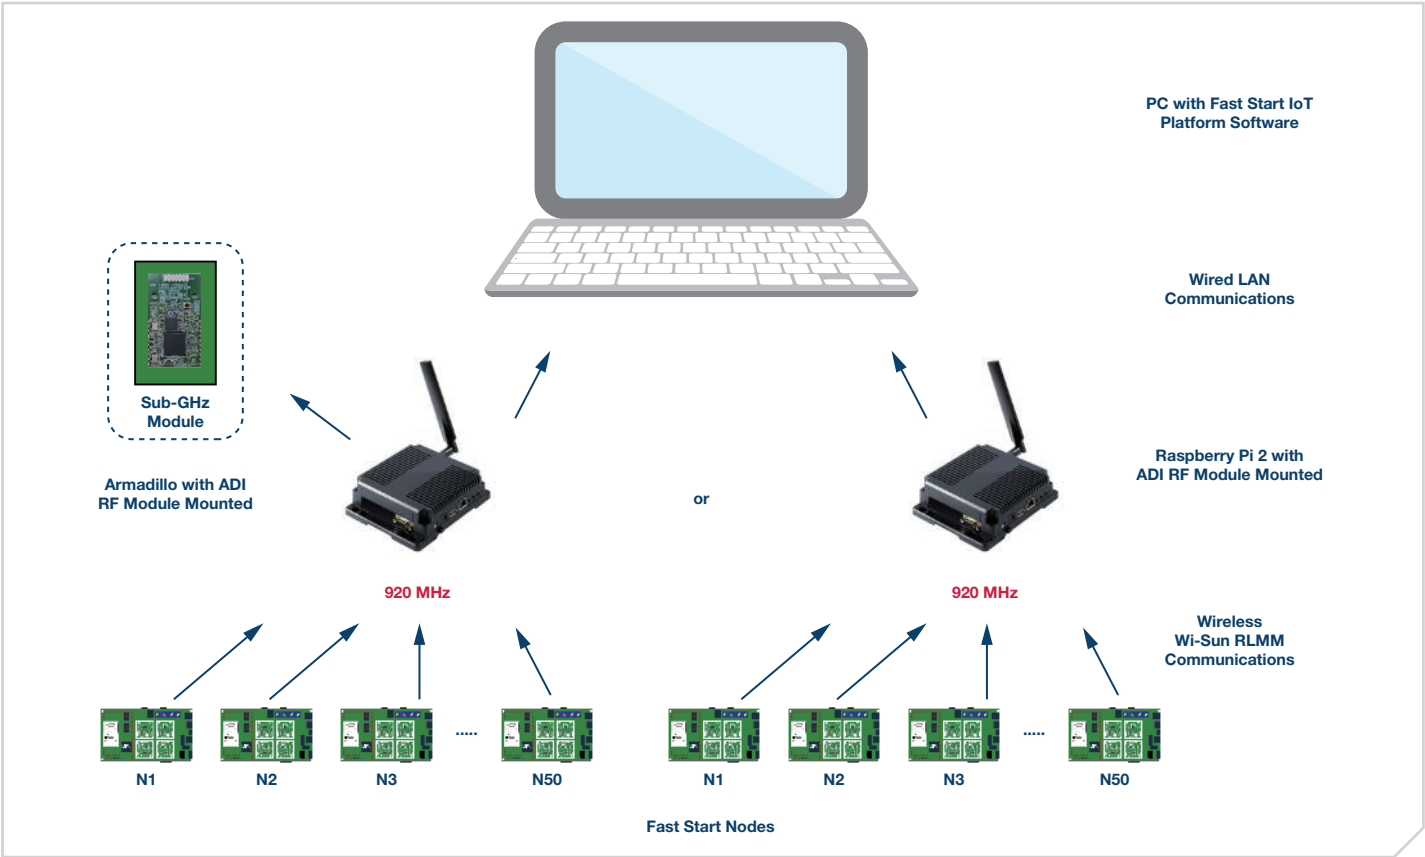 PC with Fast Start IoT
Platform Software
Wired LAN
Communications
Sub-GHz
Module
Armadillo with ADI
RF Module Mounted
or
Raspberry Pi 2 with
ADI RF Module Mounted
920 MHz
920 MHz
Wireless
Wi-Sun RLMM
Communications
N1
N2
N3
.....
N50
N1
N2
N3
.....
N50
Fast Start Nodes